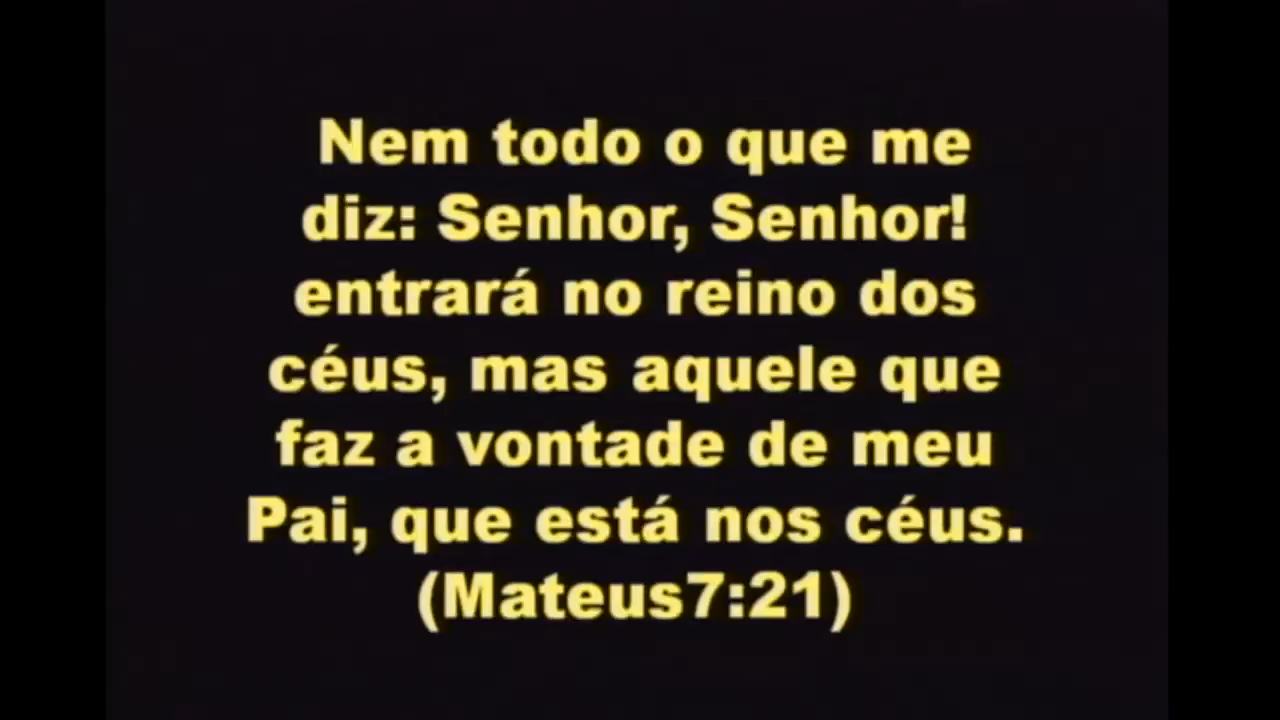 Nem todo o que me
diz: Senhor, Senhor!
entrará no reino dos
céus, mas aquele que
faz a vontade de meu
Pai, que está nos céus.
(Mateus7:21)